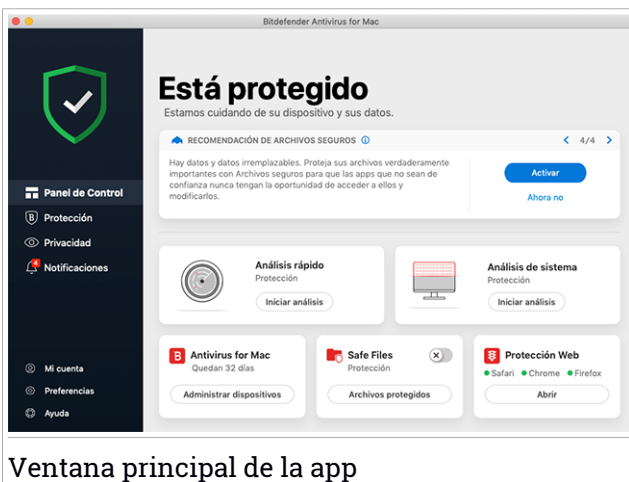 Bitdefender Antivirus for Mac
Está protegido
Estamos cuidando de su dispositivo y sus datos.
RECOMENDACIÓN DE ARCHIVOS SEGUROS
4/4
Hay datos y datos irremplazables. Proteja sus archivos verdaderamente
importantes con Archivos seguros para que las apps que no sean de
confianza nunca tengan la oportunidad de acceder a ellos y
modificarlos.
Activar
Ahora no
Panel de Control
B
Protección
Privacidad
4
Notificaciones
Análisis rápido
Protección
Iniciar análisis
Análisis de sistema
Protección
Iniciar análisis
B
Antivirus for Mac
Quedan 32 días
Administrar dispositivos
Safe Files
Protección
Archivos protegidos
Protección Web
Safari Chrome Firefox
Abrir
Mi cuenta
Preferencias
Ayuda
Ventana principal de la app